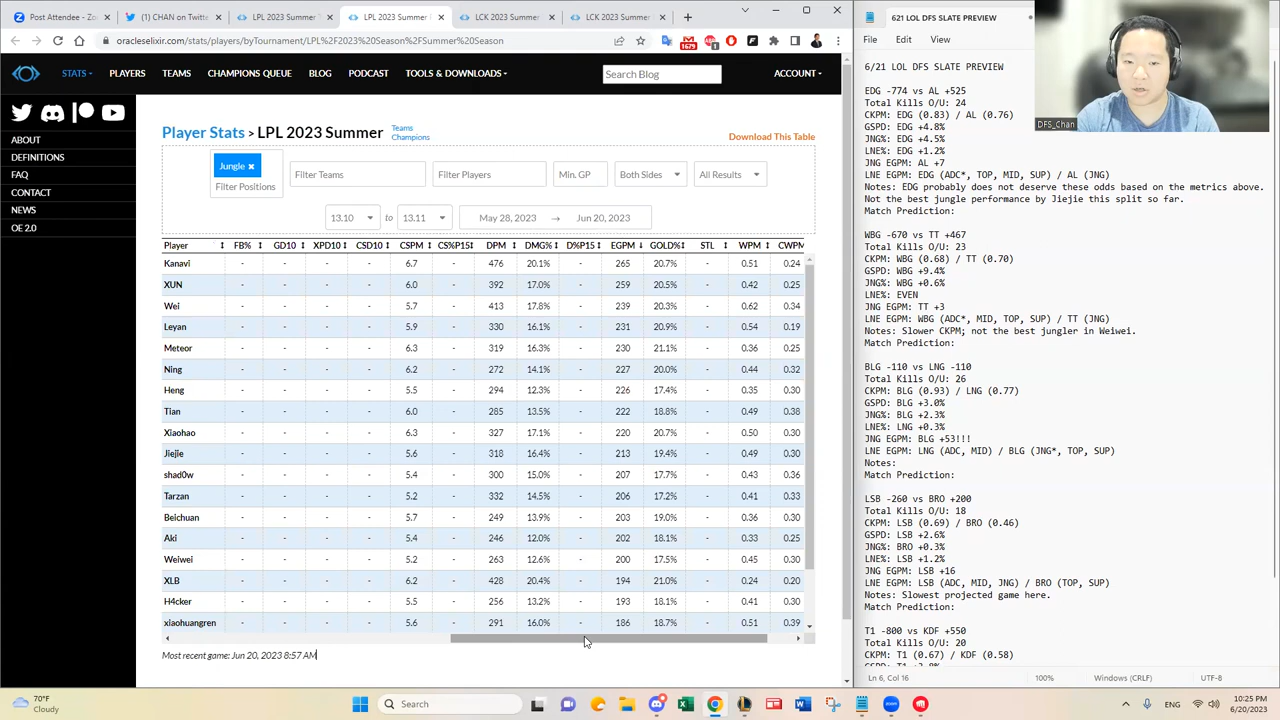 Post Attendee - Zo
(1) CHAN on Twitt
LPL 2023 Summer
LPL 2023 Summer
LCK 2023 Summer
LCK 2023 Summer
oracleselixir.com/stats/players/byTournament/LPL%2F2023%20Season%2FSummer%20Season
1679
STATS
PLAYERS
TEAMS
CHAMPIONS QUEUE
BLOG
PODCAST
TOOLS & DOWNLOADS
Search Blog
ACCOUNT
ABOUT
DEFINITIONS
FAQ
CONTACT
NEWS
OE 2.0
Player Stats > LPL 2023 Summer
Teams
Champions
Download This Table
Jungle ×
Filter Positions
Filter Teams
Filter Players
Min. GP
Both Sides
All Results
13.10 to 13.11
May 28, 2023 → Jun 20, 2023
Player FB% GD10 XPD10 CSD10 CSPM CS%P15 DPM DMG% D%P15 EGPM GOLD% STL WPM CWPM
Kanavi - - - - 6.7 - 476 20.1% - 265 20.7% - 0.51 0.24
XUN - - - - 6.0 - 392 17.0% - 259 20.5% - 0.42 0.25
Wei - - - - 5.7 - 413 17.8% - 239 20.3% - 0.62 0.34
Leyan - - - - 5.9 - 330 16.1% - 231 20.9% - 0.54 0.19
Meteor - - - - 6.3 - 319 16.3% - 230 21.1% - 0.36 0.25
Ning - - - - 6.2 - 272 14.1% - 227 20.0% - 0.44 0.32
Heng - - - - 5.5 - 294 12.3% - 226 17.4% - 0.35 0.30
Tian - - - - 6.0 - 285 13.5% - 222 18.8% - 0.49 0.38
Xiaohao - - - - 6.3 - 327 17.1% - 220 20.7% - 0.50 0.30
Jiejie - - - - 5.6 - 318 16.4% - 213 19.4% - 0.49 0.30
shad0w - - - - 5.4 - 300 15.0% - 207 17.7% - 0.43 0.36
Tarzan - - - - 5.2 - 332 14.5% - 206 17.2% - 0.41 0.33
Beichuan - - - - 5.7 - 249 13.9% - 203 19.0% - 0.36 0.30
Aki - - - - 5.4 - 246 12.0% - 202 18.1% - 0.33 0.25
Weiwei - - - - 5.2 - 263 12.6% - 200 17.5% - 0.45 0.30
XLB - - - - 6.2 - 428 20.4% - 194 21.0% - 0.24 0.20
H4cker - - - - 5.5 - 256 13.2% - 193 18.1% - 0.41 0.30
xiaohuangren - - - - 5.6 - 291 16.0% - 186 18.7% - 0.51 0.39
Most recent game: Jun 20, 2023 8:57 AM
621 LOL DFS SLATE PREVIEW
File Edit View
6/21 LOL DFS SLATE PREVIEW
EDG -774 vs AL +525
Total Kills O/U: 24
CKPM: EDG (0.83) / AL (0.76)
GSPD: EDG +4.8%
JNG%: EDG +4.5%
LNE%: EDG +1.2%
JNG EGPM: AL +7
LNE EGPM: EDG (ADC*, TOP, MID, SUP) / AL (JNG)
Notes: EDG probably does not deserve these odds based on the metrics above.
Not the best jungle performance by Jiejie this split so far.
Match Prediction:
WBG -670 vs TT +467
Total Kills O/U: 23
CKPM: WBG (0.68) / TT (0.70)
GSPD: WBG +9.4%
JNG%: WBG +0.6%
LNE%: EVEN
JNG EGPM: TT +3
LNE EGPM: WBG (ADC*, MID, TOP, SUP) / TT (JNG)
Notes: Slower CKPM; not the best jungler in Weiwei.
Match Prediction:
BLG -110 vs LNG -110
Total Kills O/U: 26
CKPM: BLG (0.93) / LNG (0.77)
GSPD: BLG +3.0%
JNG%: BLG +2.3%
LNE%: LNG +0.3%
JNG EGPM: BLG +53!!!
LNE EGPM: LNG (ADC, MID) / BLG (JNG*, TOP, SUP)
Notes:
Match Prediction:
LSB -260 vs BRO +200
Total Kills O/U: 18
CKPM: LSB (0.69) / BRO (0.46)
GSPD: LSB +2.6%
JNG%: BRO +0.3%
LNE%: LSB +1.2%
JNG EGPM: LSB +16
LNE EGPM: LSB (ADC, MID, JNG) / BRO (TOP, SUP)
Notes: Slowest projected game here.
Match Prediction:
T1 -800 vs KDF +550
Total Kills O/U: 20
CKPM: T1 (0.67) / KDF (0.58)
Ln 6, Col 16
100%
Windows (CRLF)
UTF-8
DFS_Chan
70°F
Cloudy
Search
ENG
10:25 PM
6/20/2023